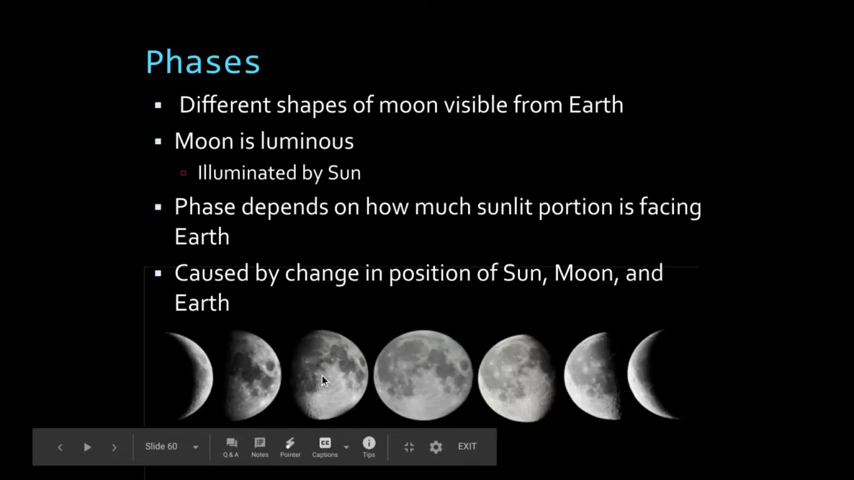 Phases
Different shapes of moon visible from Earth
Moon is luminous
Illuminated by Sun
Phase depends on how much sunlit portion is facing
Earth
Caused by change in position of Sun, Moon, and
Earth
Slide 60
Q & A
Notes
Pointer
CC
Captions
Tips
EXIT